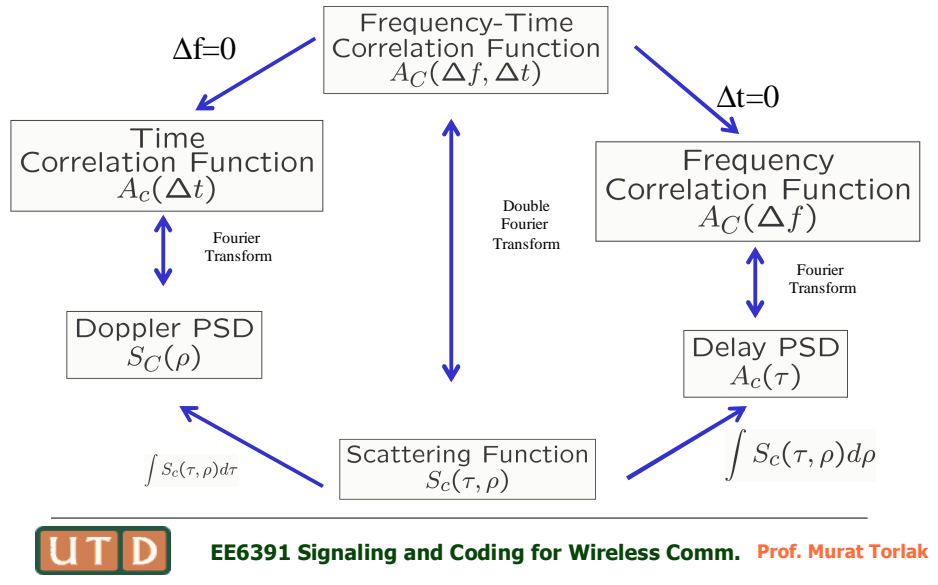 Frequency-Time
Correlation Function
A_C(Δf, Δt)
Δf=0
Δt=0
Time
Correlation Function
A_c(Δt)
Frequency
Correlation Function
A_C(Δf)
Double
Fourier
Transform
Fourier
Transform
Fourier
Transform
Doppler PSD
S_C(ρ)
Delay PSD
A_c(τ)
∫ S_c(τ, ρ)dτ
Scattering Function
S_c(τ, ρ)
∫ S_c(τ, ρ)dρ
UTD
EE6391 Signaling and Coding for Wireless Comm. Prof. Murat Torlak